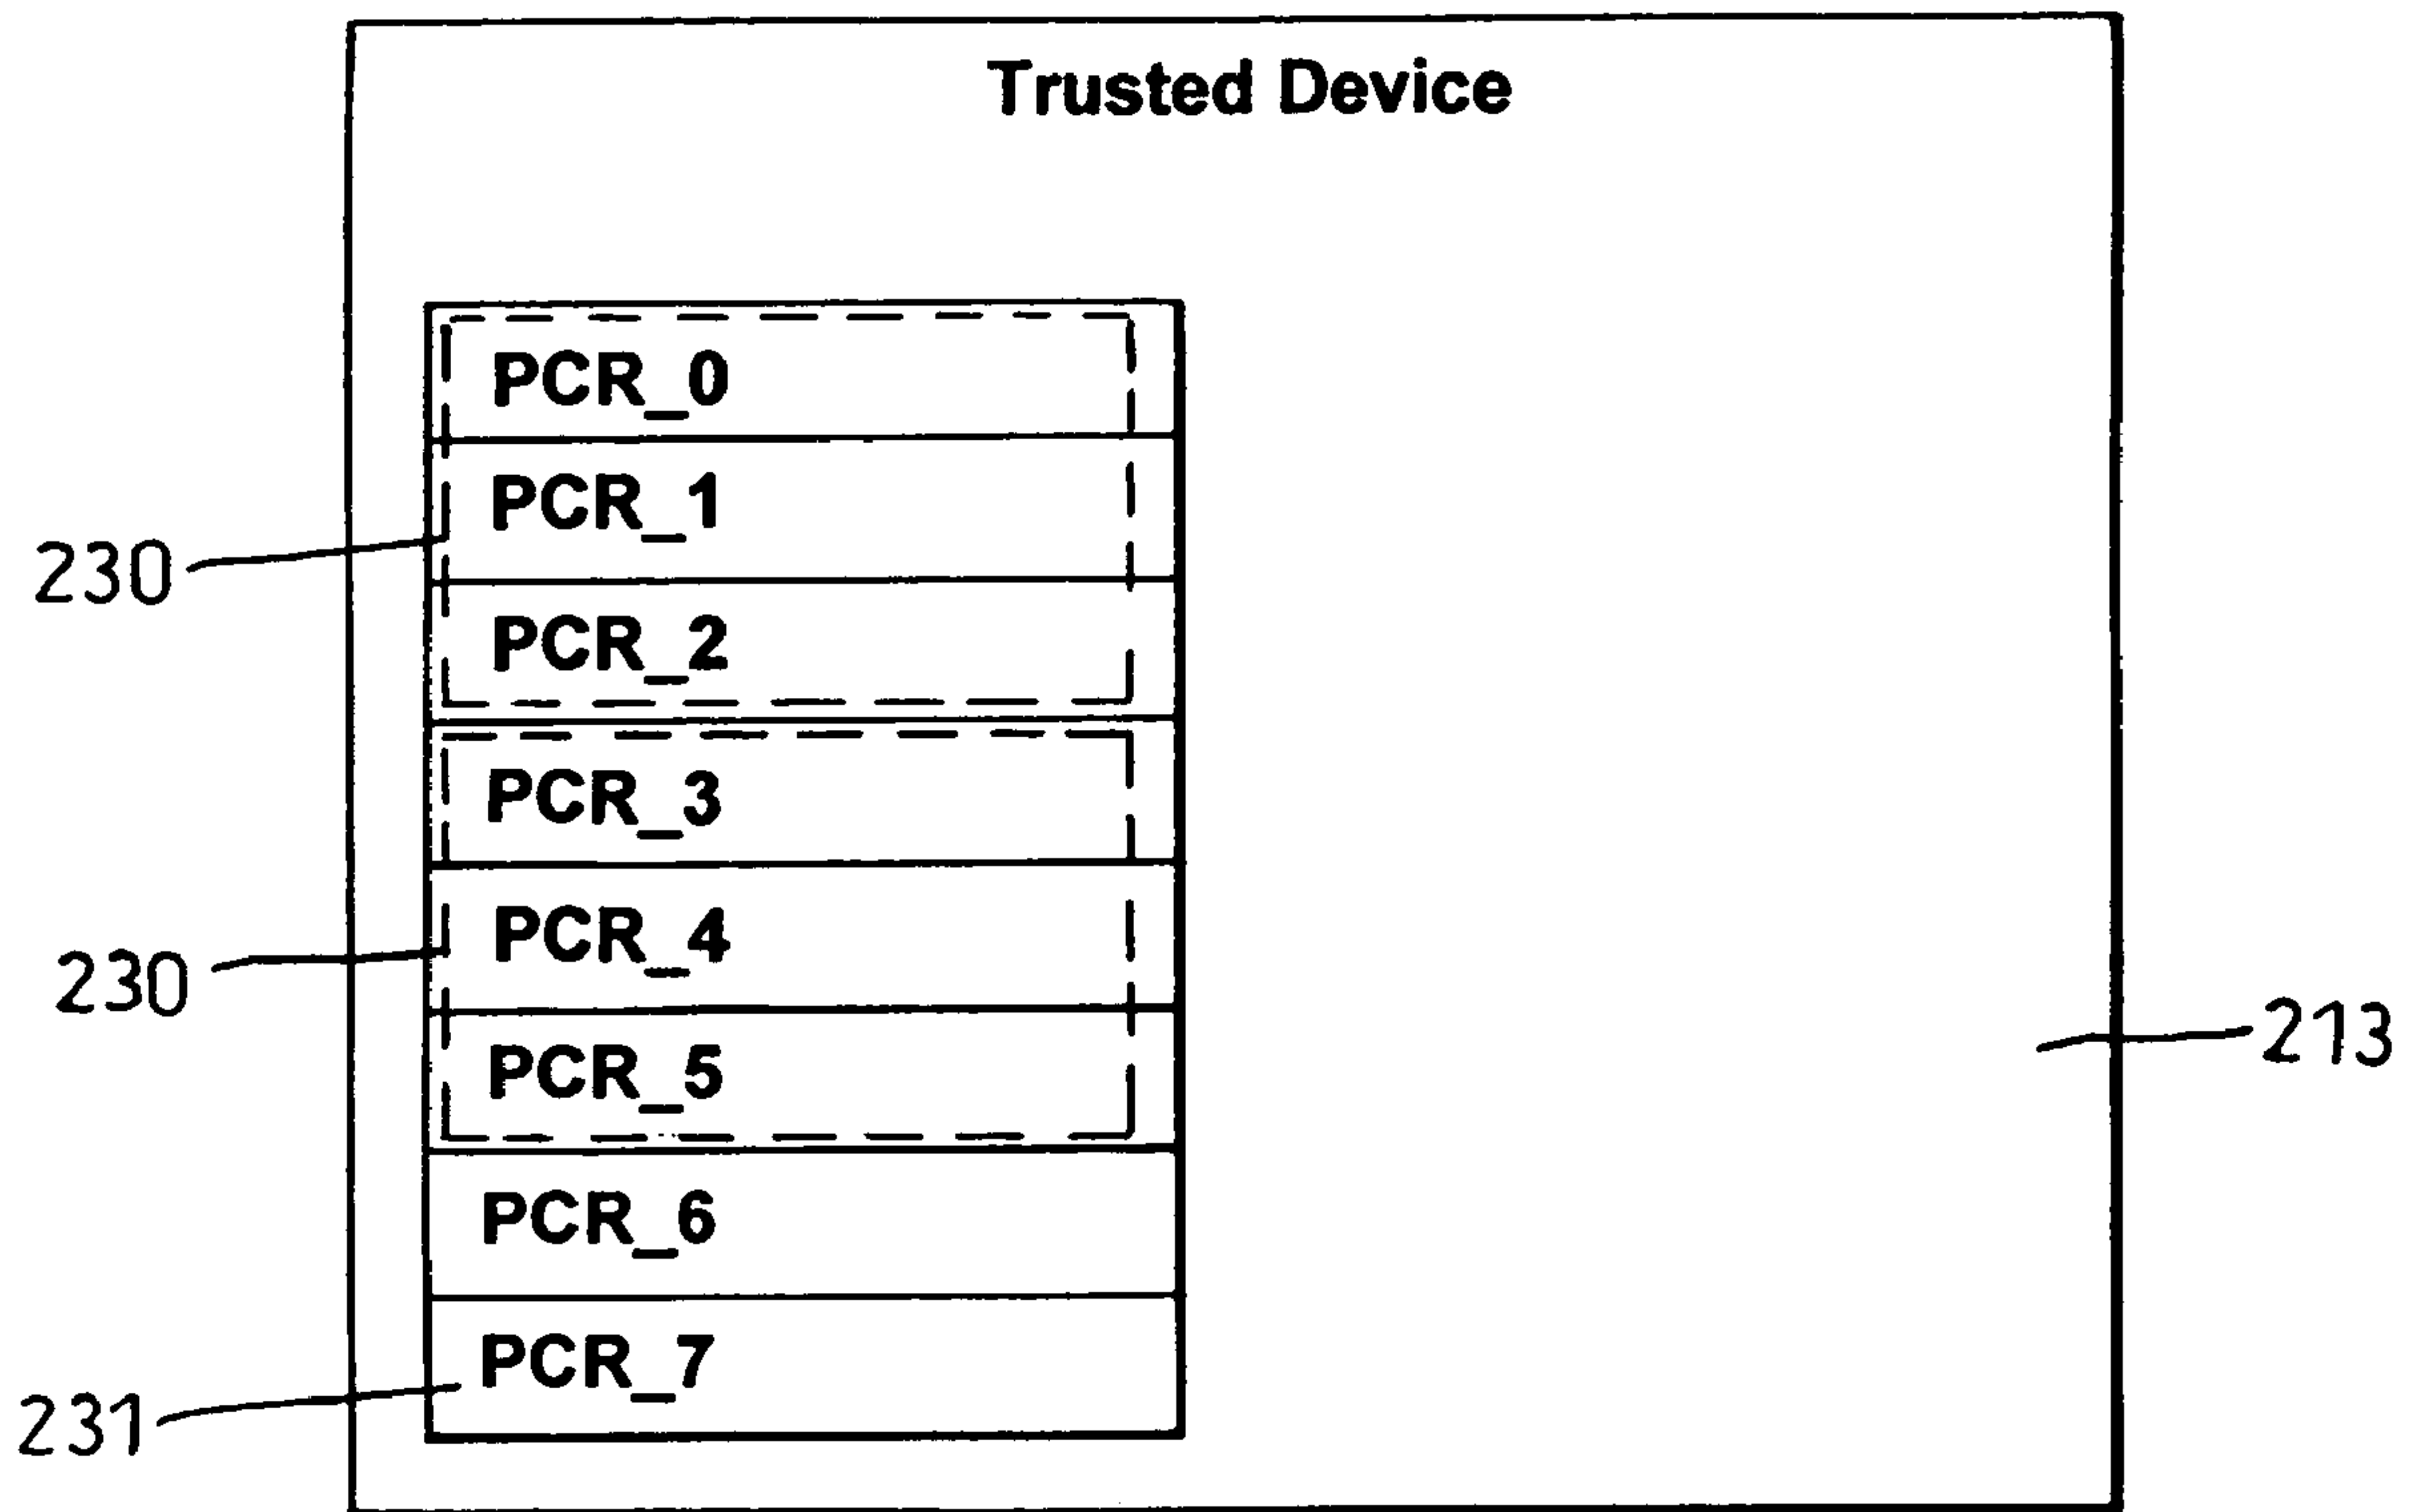 Trusted Device
PCR_0
PCR_1
230
PCR_2
PCR_3
PCR_4
230
213
PCR_5
PCR_6
PCR_7
231